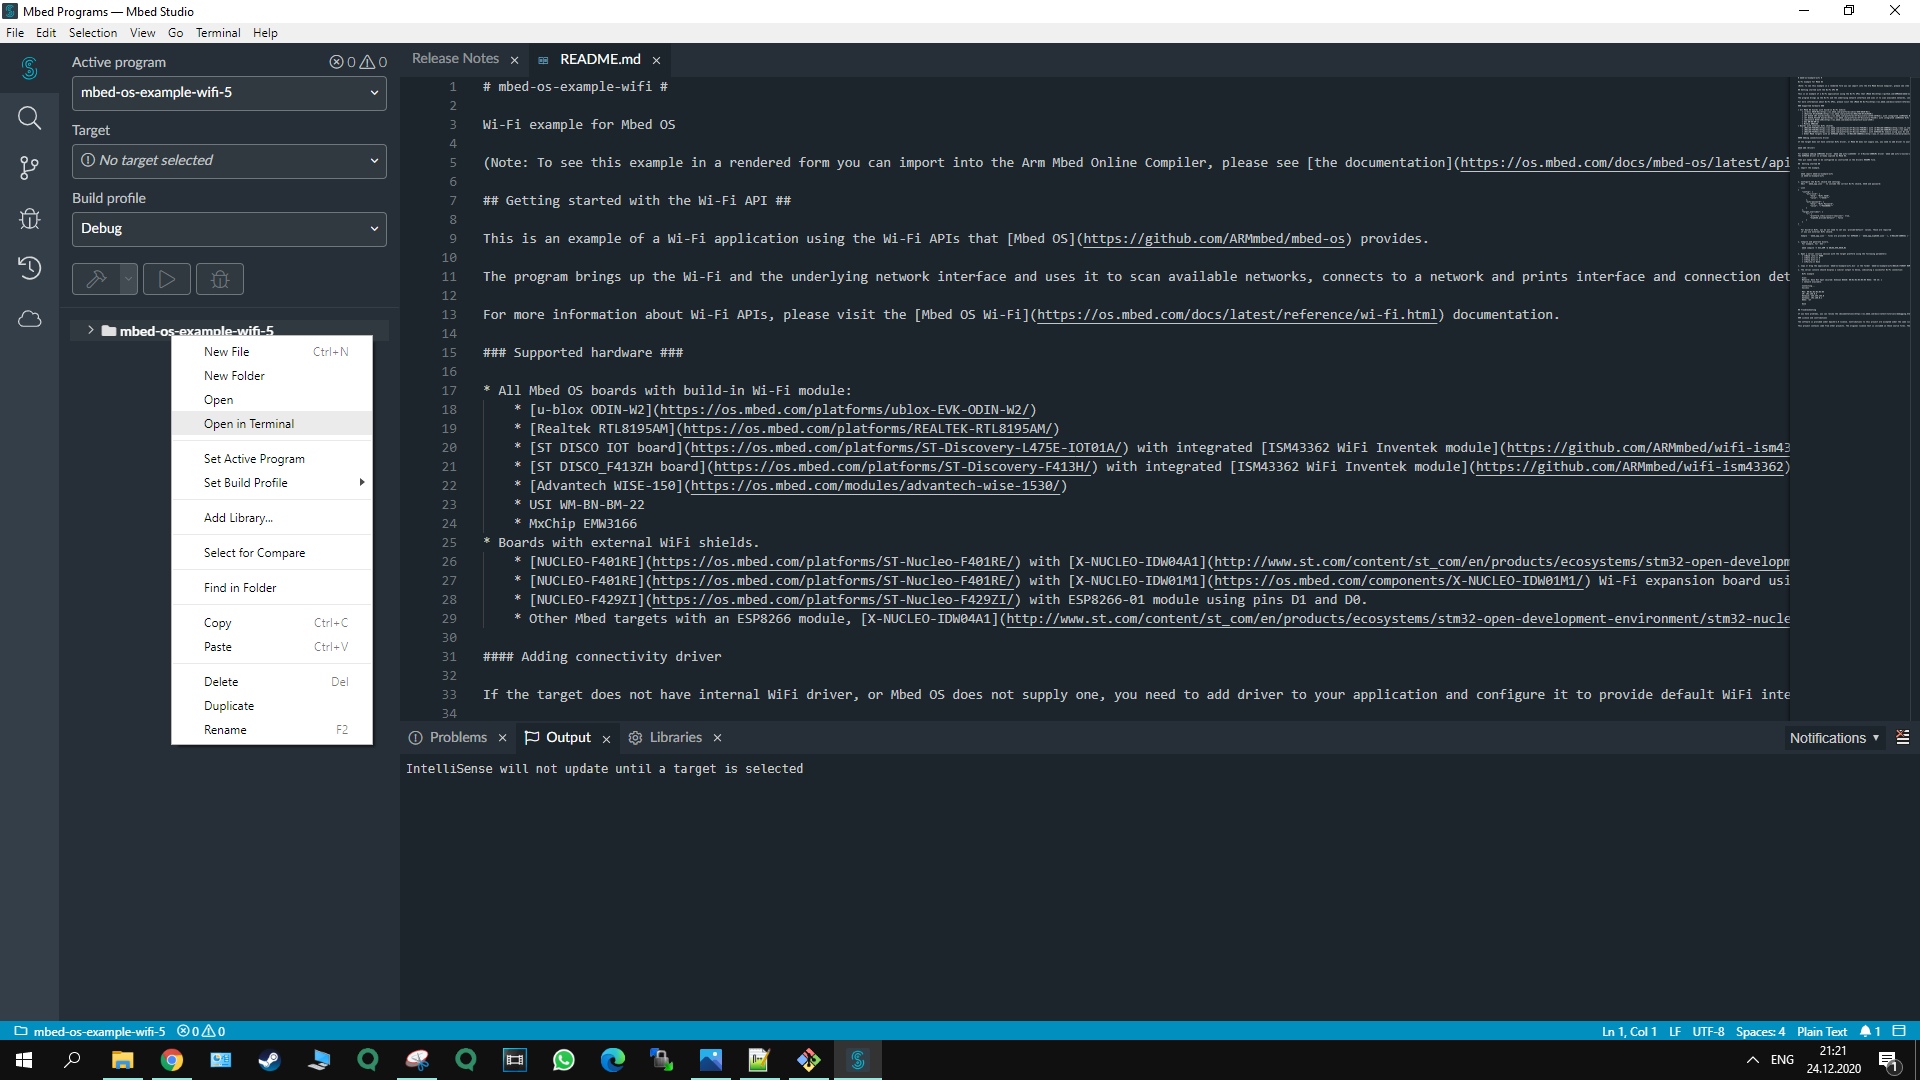 Mbed Programs — Mbed Studio
File Edit Selection View Go Terminal Help
Active program
0 0
mbed-os-example-wifi-5
Target
No target selected
Build profile
Debug
mbed-os-example-wifi-5
New File Ctrl+N
New Folder
Open
Open in Terminal
Set Active Program
Set Build Profile
Add Library...
Select for Compare
Find in Folder
Copy Ctrl+C
Paste Ctrl+V
Delete Del
Duplicate
Rename F2
Release Notes
README.md
1 # mbed-os-example-wifi #
2
3 Wi-Fi example for Mbed OS
4
5 (Note: To see this example in a rendered form you can import into the Arm Mbed Online Compiler, please see [the documentation](https://os.mbed.com/docs/mbed-os/latest/api
6
7 ## Getting started with the Wi-Fi API ##
8
9 This is an example of a Wi-Fi application using the Wi-Fi APIs that [Mbed OS](https://github.com/ARMmbed/mbed-os) provides.
10
11 The program brings up the Wi-Fi and the underlying network interface and uses it to scan available networks, connects to a network and prints interface and connection det
12
13 For more information about Wi-Fi APIs, please visit the [Mbed OS Wi-Fi](https://os.mbed.com/docs/latest/reference/wi-fi.html) documentation.
14
15 ### Supported hardware ###
16
17 * All Mbed OS boards with build-in Wi-Fi module:
18 * [u-blox ODIN-W2](https://os.mbed.com/platforms/ublox-EVK-ODIN-W2/)
19 * [Realtek RTL8195AM](https://os.mbed.com/platforms/REALTEK-RTL8195AM/)
20 * [ST DISCO IOT board](https://os.mbed.com/platforms/ST-Discovery-L475E-IOT01A/) with integrated [ISM43362 WiFi Inventek module](https://github.com/ARMmbed/wifi-ism43
21 * [ST DISCO_F413ZH board](https://os.mbed.com/platforms/ST-Discovery-F413H/) with integrated [ISM43362 WiFi Inventek module](https://github.com/ARMmbed/wifi-ism43362)
22 * [Advantech WISE-150](https://os.mbed.com/modules/advantech-wise-1530/)
23 * USI WM-BN-BM-22
24 * MxChip EMW3166
25 * Boards with external WiFi shields.
26 * [NUCLEO-F401RE](https://os.mbed.com/platforms/ST-Nucleo-F401RE/) with [X-NUCLEO-IDW04A1](http://www.st.com/content/st_com/en/products/ecosystems/stm32-open-developm
27 * [NUCLEO-F401RE](https://os.mbed.com/platforms/ST-Nucleo-F401RE/) with [X-NUCLEO-IDW01M1](https://os.mbed.com/components/X-NUCLEO-IDW01M1/) Wi-Fi expansion board usi
28 * [NUCLEO-F429ZI](https://os.mbed.com/platforms/ST-Nucleo-F429ZI/) with ESP8266-01 module using pins D1 and D0.
29 * Other Mbed targets with an ESP8266 module, [X-NUCLEO-IDW04A1](http://www.st.com/content/st_com/en/products/ecosystems/stm32-open-development-environment/stm32-nucle
30
31 #### Adding connectivity driver
32
33 If the target does not have internal WiFi driver, or Mbed OS does not supply one, you need to add driver to your application and configure it to provide default WiFi inte
34
Problems Output Libraries Notifications
IntelliSense will not update until a target is selected
mbed-os-example-wifi-5 0 0
Ln 1, Col 1 LF UTF-8 Spaces: 4 Plain Text 1
ENG
21:21
24.12.2020
1